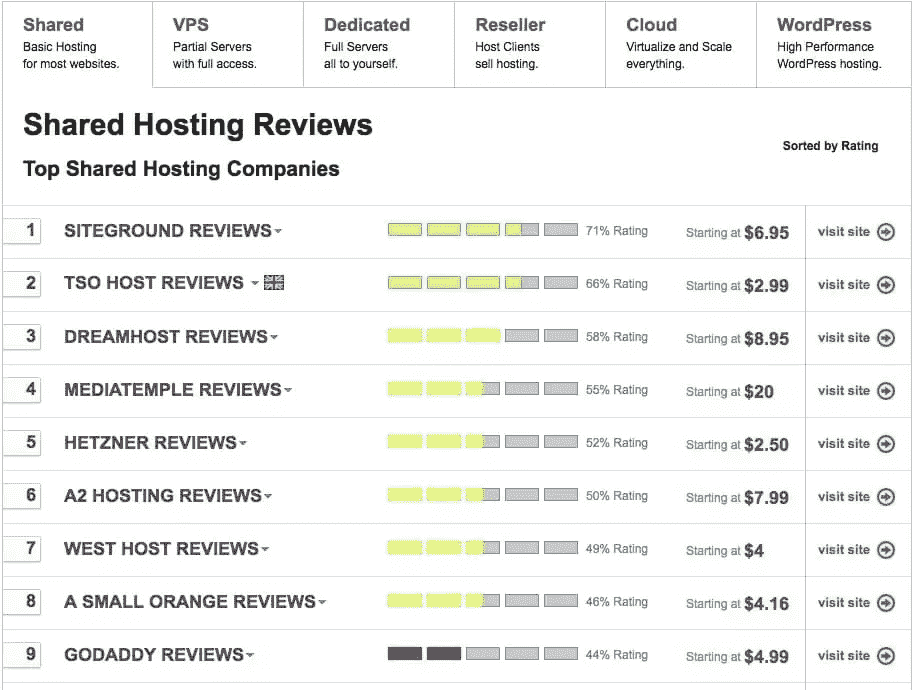 Shared
Basic Hosting
for most websites.
VPS
Partial Servers
with full access.
Dedicated
Full Servers
all to yourself.
Reseller
Host Clients
sell hosting.
Cloud
Virtualize and Scale
everything.
WordPress
High Performance
WordPress hosting.
Shared Hosting Reviews
Sorted by Rating
Top Shared Hosting Companies
1 SITEGROUND REVIEWS 71% Rating Starting at $6.95 visit site
2 TSO HOST REVIEWS 66% Rating Starting at $2.99 visit site
3 DREAMHOST REVIEWS 58% Rating Starting at $8.95 visit site
4 MEDIATEMPLE REVIEWS 55% Rating Starting at $20 visit site
5 HETZNER REVIEWS 52% Rating Starting at $2.50 visit site
6 A2 HOSTING REVIEWS 50% Rating Starting at $7.99 visit site
7 WEST HOST REVIEWS 49% Rating Starting at $4 visit site
8 A SMALL ORANGE REVIEWS 46% Rating Starting at $4.16 visit site
9 GODADDY REVIEWS 44% Rating Starting at $4.99 visit site